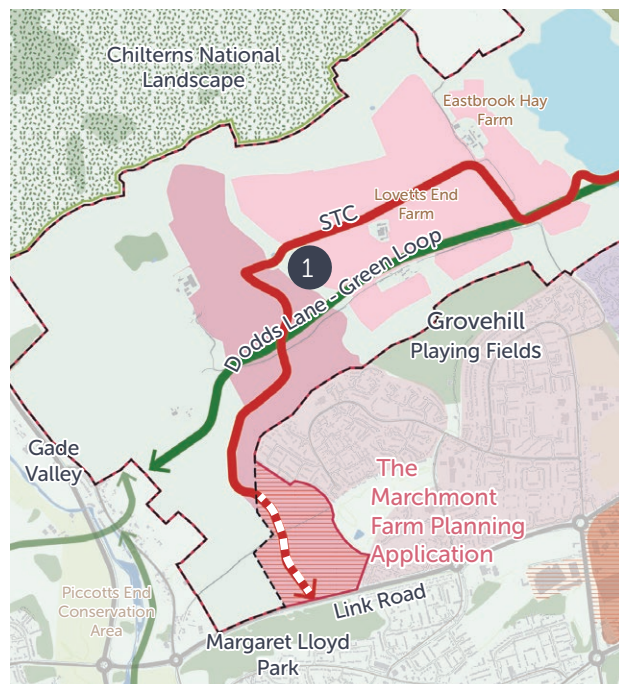 Chilterns National
Landscape
Eastbrook Hay
Farm
Lovetts End
Farm
STC
1
Dodds Lane - Green Loop
Grovehill
Playing Fields
Gade
Valley
The
Marchmont
Farm Planning
Application
Piccotts End
Conservation
Area
Link Road
Margaret Lloyd
Park